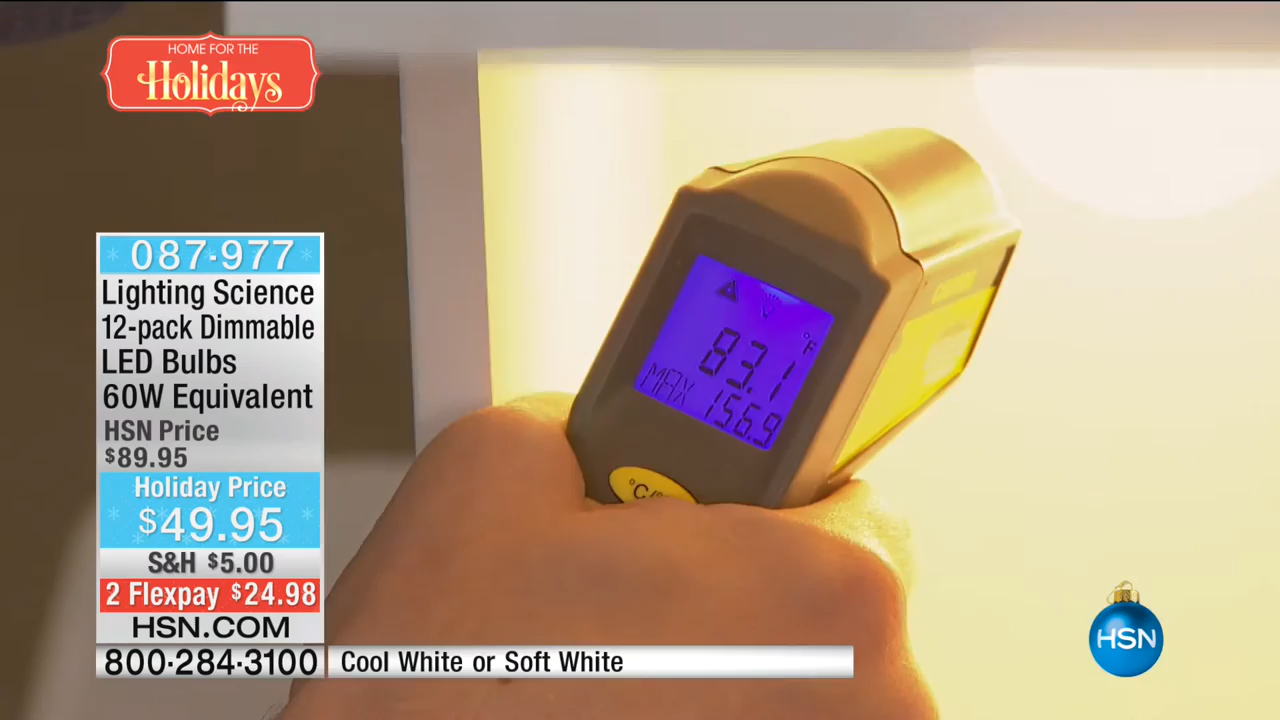 HOME FOR THE
Holidays
087-977
Lighting Science
12-pack Dimmable
LED Bulbs
60W Equivalent
HSN Price
$89.95
Holiday Price
$49.95
S&H $5.00
2 Flexpay $24.98
HSN.COM
800·284·3100
Cool White or Soft White
°F
83.1
MAX 156.9
HSN